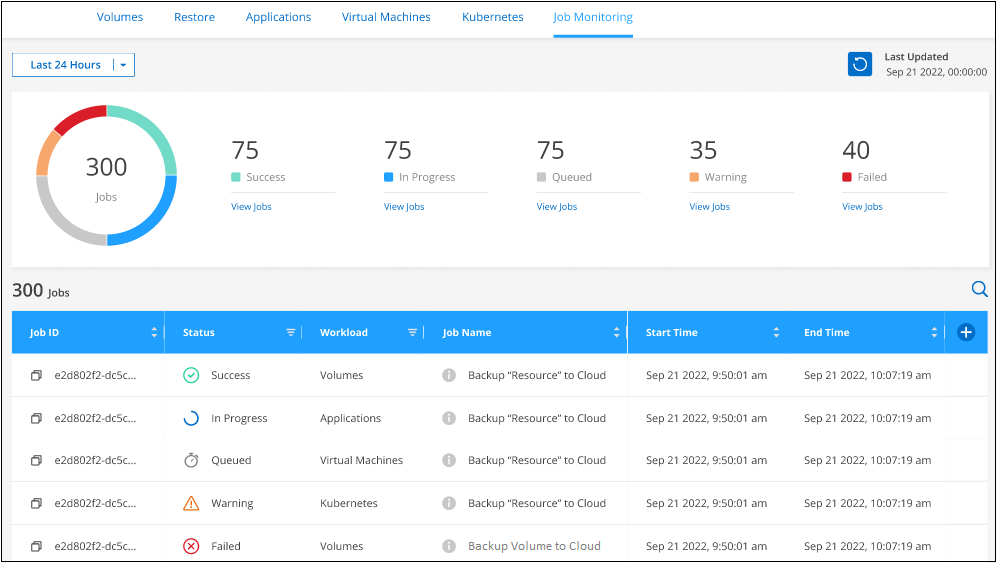 Volumes Restore Applications Virtual Machines Kubernetes Job Monitoring
Last 24 Hours
Last Updated
Sep 21 2022, 00:00:00
300
Jobs
75 75 75 35 40
Success In Progress Queued Warning Failed
View Jobs View Jobs View Jobs View Jobs View Jobs
300 Jobs
Job ID Status Workload Job Name Start Time End Time
e2d802f2-dc5c... Success Volumes Backup “Resource” to Cloud Sep 21 2022, 9:50:01 am Sep 21 2022, 10:07:19 am
e2d802f2-dc5c... In Progress Applications Backup “Resource” to Cloud Sep 21 2022, 9:50:01 am Sep 21 2022, 10:07:19 am
e2d802f2-dc5c... Queued Virtual Machines Backup “Resource” to Cloud Sep 21 2022, 9:50:01 am Sep 21 2022, 10:07:19 am
e2d802f2-dc5c... Warning Kubernetes Backup “Resource” to Cloud Sep 21 2022, 9:50:01 am Sep 21 2022, 10:07:19 am
e2d802f2-dc5c... Failed Volumes Backup Volume to Cloud Sep 21 2022, 9:50:01 am Sep 21 2022, 10:07:19 am